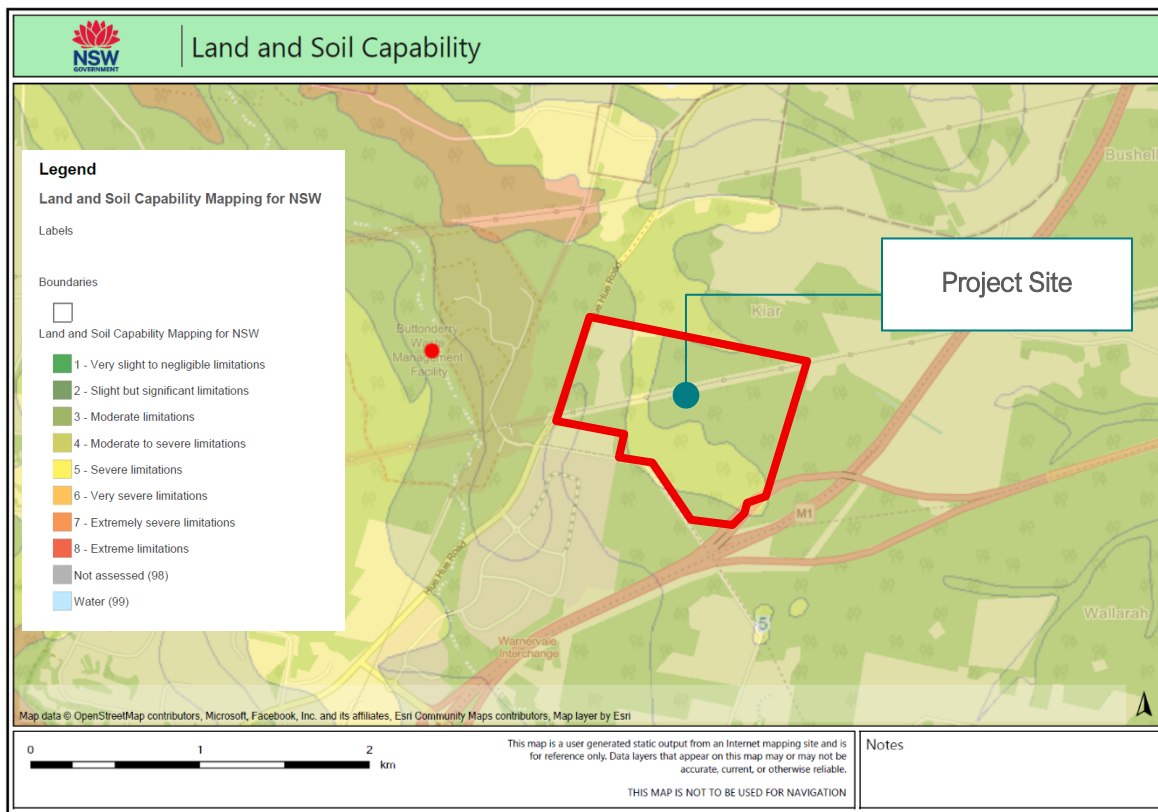 NSW
GOVERNMENT
Land and Soil Capability
Legend
Land and Soil Capability Mapping for NSW
Labels
Boundaries
Land and Soil Capability Mapping for NSW
1 - Very slight to negligible limitations
2 - Slight but significant limitations
3 - Moderate limitations
4 - Moderate to severe limitations
5 - Severe limitations
6 - Very severe limitations
7 - Extremely severe limitations
8 - Extreme limitations
Not assessed (98)
Water (99)
Bushell
Project Site
Hue Hue Road
Kiar
Buttonderry
Waste
Management
Facility
M1
Hue Hue Road
Warnervale
Interchange
5
Wallarah
Map data © OpenStreetMap contributors, Microsoft, Facebook, Inc. and its affiliates, Esri Community Maps contributors, Map layer by Esri
0 1 2
km
This map is a user generated static output from an Internet mapping site and is
for reference only. Data layers that appear on this map may or may not be
accurate, current, or otherwise reliable.
THIS MAP IS NOT TO BE USED FOR NAVIGATION
Notes